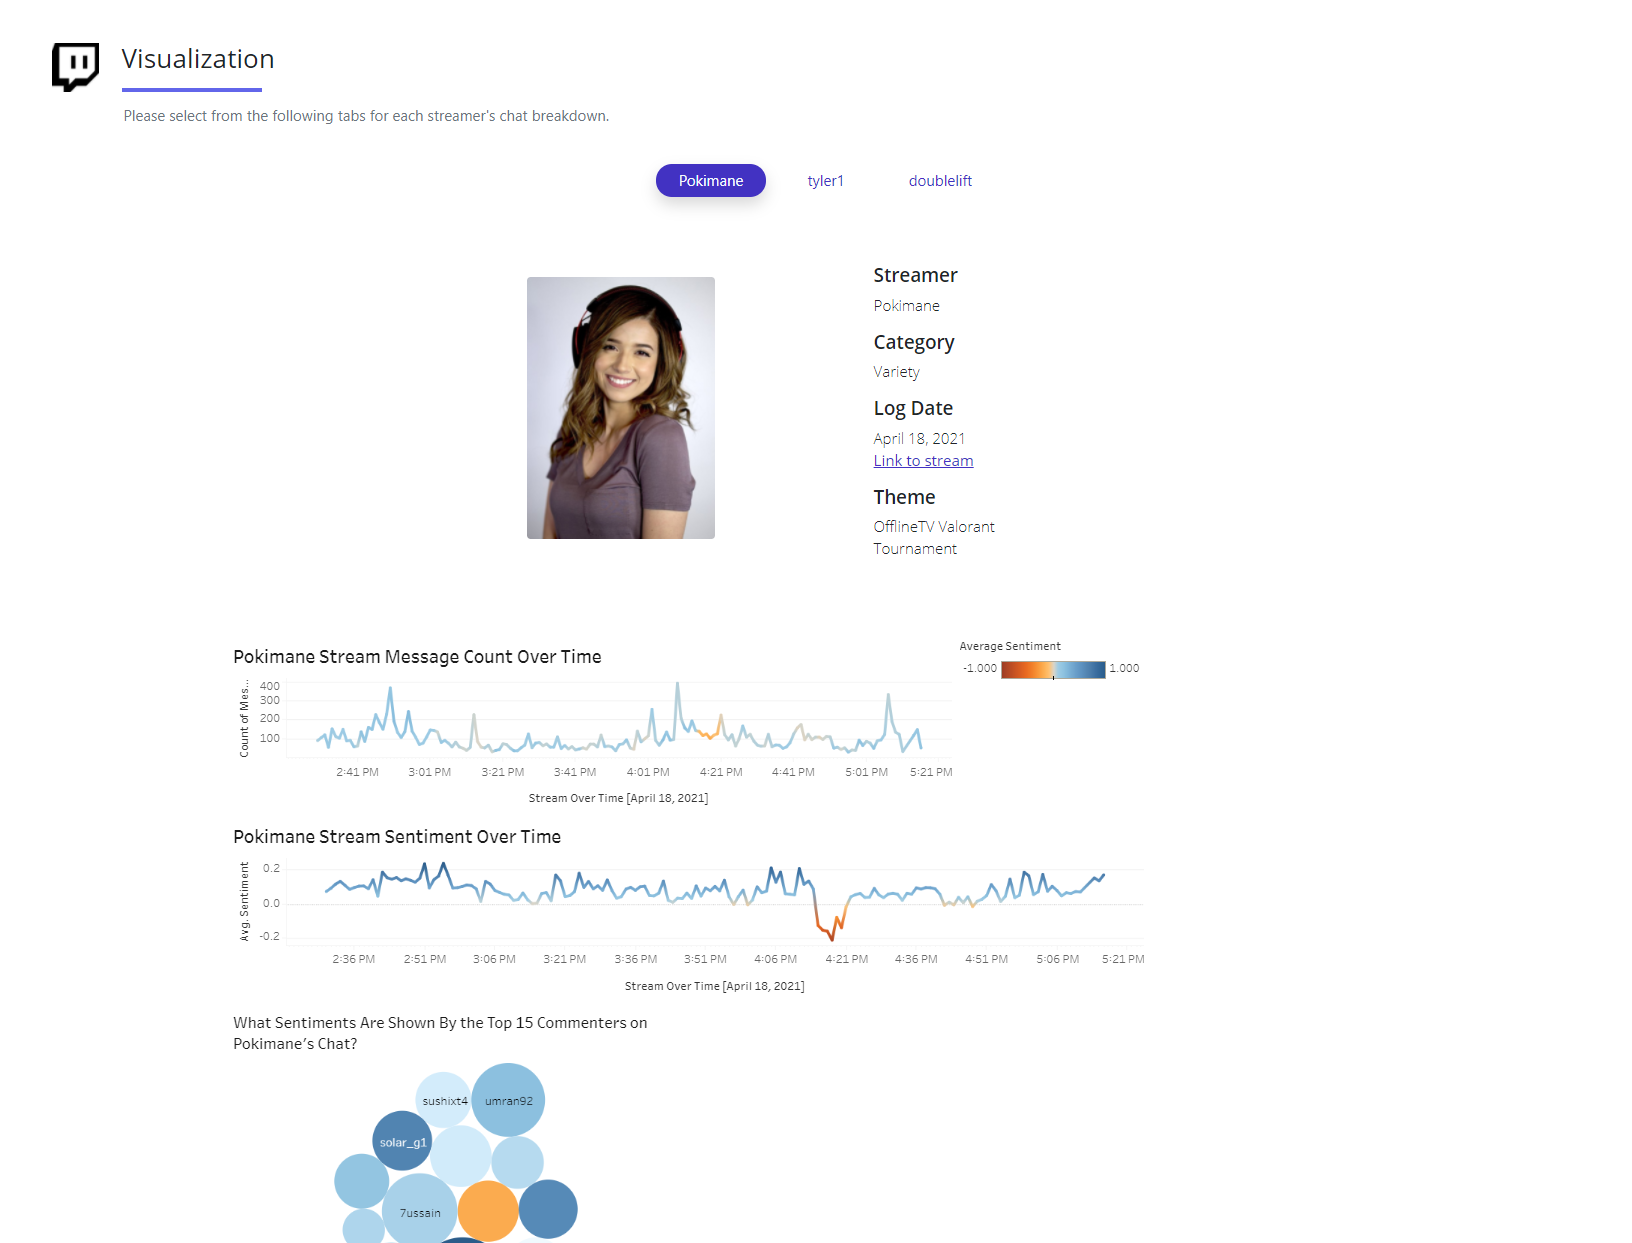 Visualization
Please select from the following tabs for each streamer's chat breakdown.
Pokimane tyler1 doublelift
Streamer
Pokimane
Category
Variety
Log Date
April 18, 2021
Link to stream
Theme
OfflineTV Valorant
Tournament
Average Sentiment
-1.000 1.000
Pokimane Stream Message Count Over Time
Count of Mes...
400
300
200
100
2:41 PM 3:01 PM 3:21 PM 3:41 PM 4:01 PM 4:21 PM 4:41 PM 5:01 PM 5:21 PM
Stream Over Time [April 18, 2021]
Pokimane Stream Sentiment Over Time
Avg. Sentiment
0.2
0.0
-0.2
2:36 PM 2:51 PM 3:06 PM 3:21 PM 3:36 PM 3:51 PM 4:06 PM 4:21 PM 4:36 PM 4:51 PM 5:06 PM 5:21 PM
Stream Over Time [April 18, 2021]
What Sentiments Are Shown By the Top 15 Commenters on
Pokimane's Chat?
sushixt4 umran92
solar_g1
7ussain